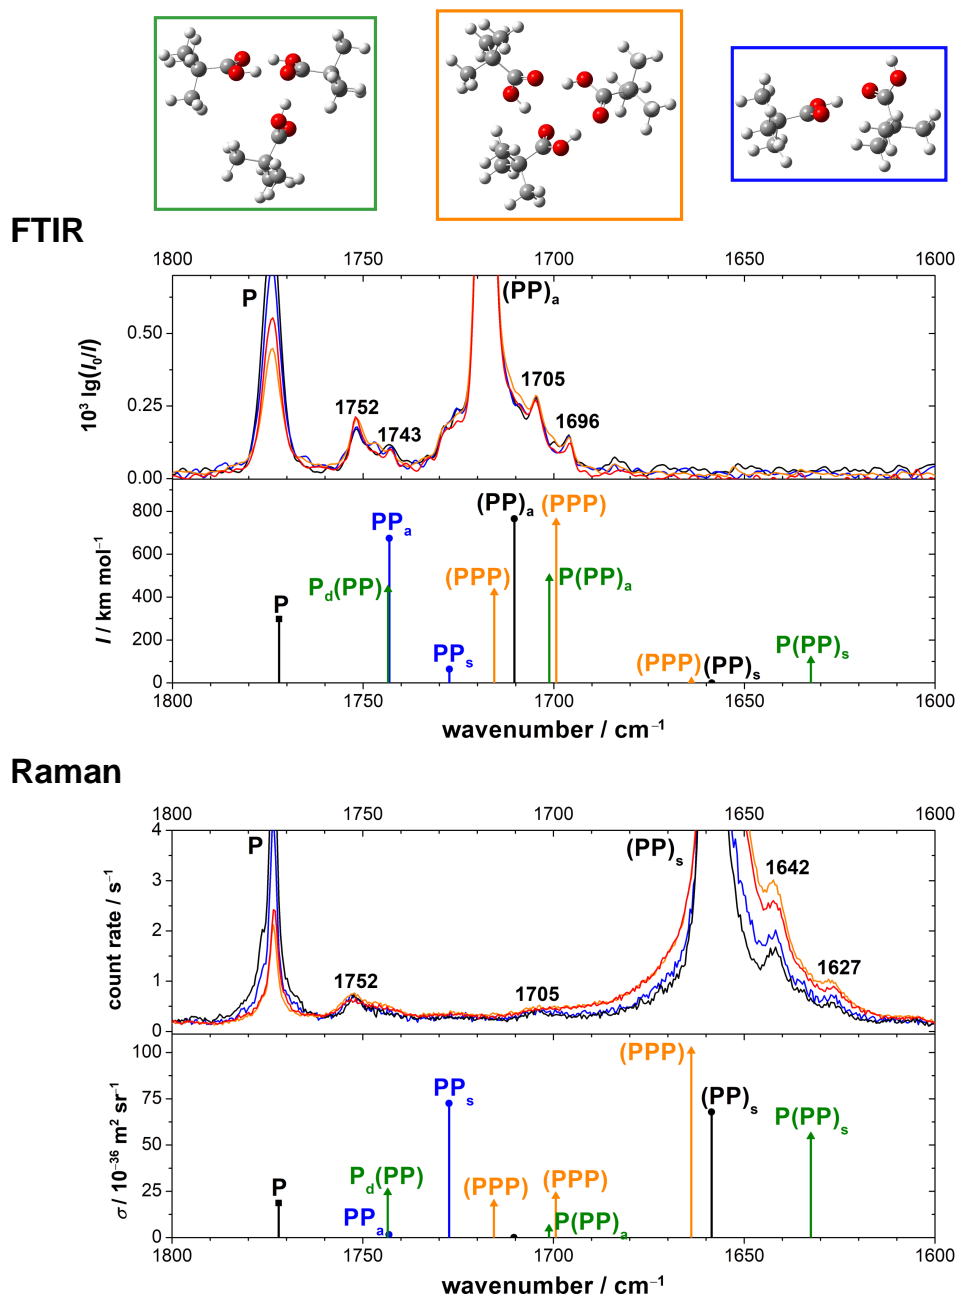 FTIR
1800 1750 1700 1650 1600
P
(PP)a
0.50
10³ lg(I₀/I)
0.25
1752
1743
1705
1696
0.00
800
(PP)a
(PPP)
PPa
600
Pd(PP)
(PPP)
P(PP)a
I / km mol⁻¹
400
P
200
PPs
(PPP)
(PP)s
P(PP)s
0
1800 1750 1700 1650 1600
wavenumber / cm⁻¹
Raman
1800 1750 1700 1650 1600
4
P
(PP)s
1642
3
count rate / s⁻¹
2
1752
1705
1627
1
0
100
(PPP)
PPs
(PP)s
P(PP)s
75
σ / 10⁻³⁶ m² sr⁻¹
50
Pd(PP)
(PPP)
(PPP)
P
25
PPa
P(PP)a
0
1800 1750 1700 1650 1600
wavenumber / cm⁻¹